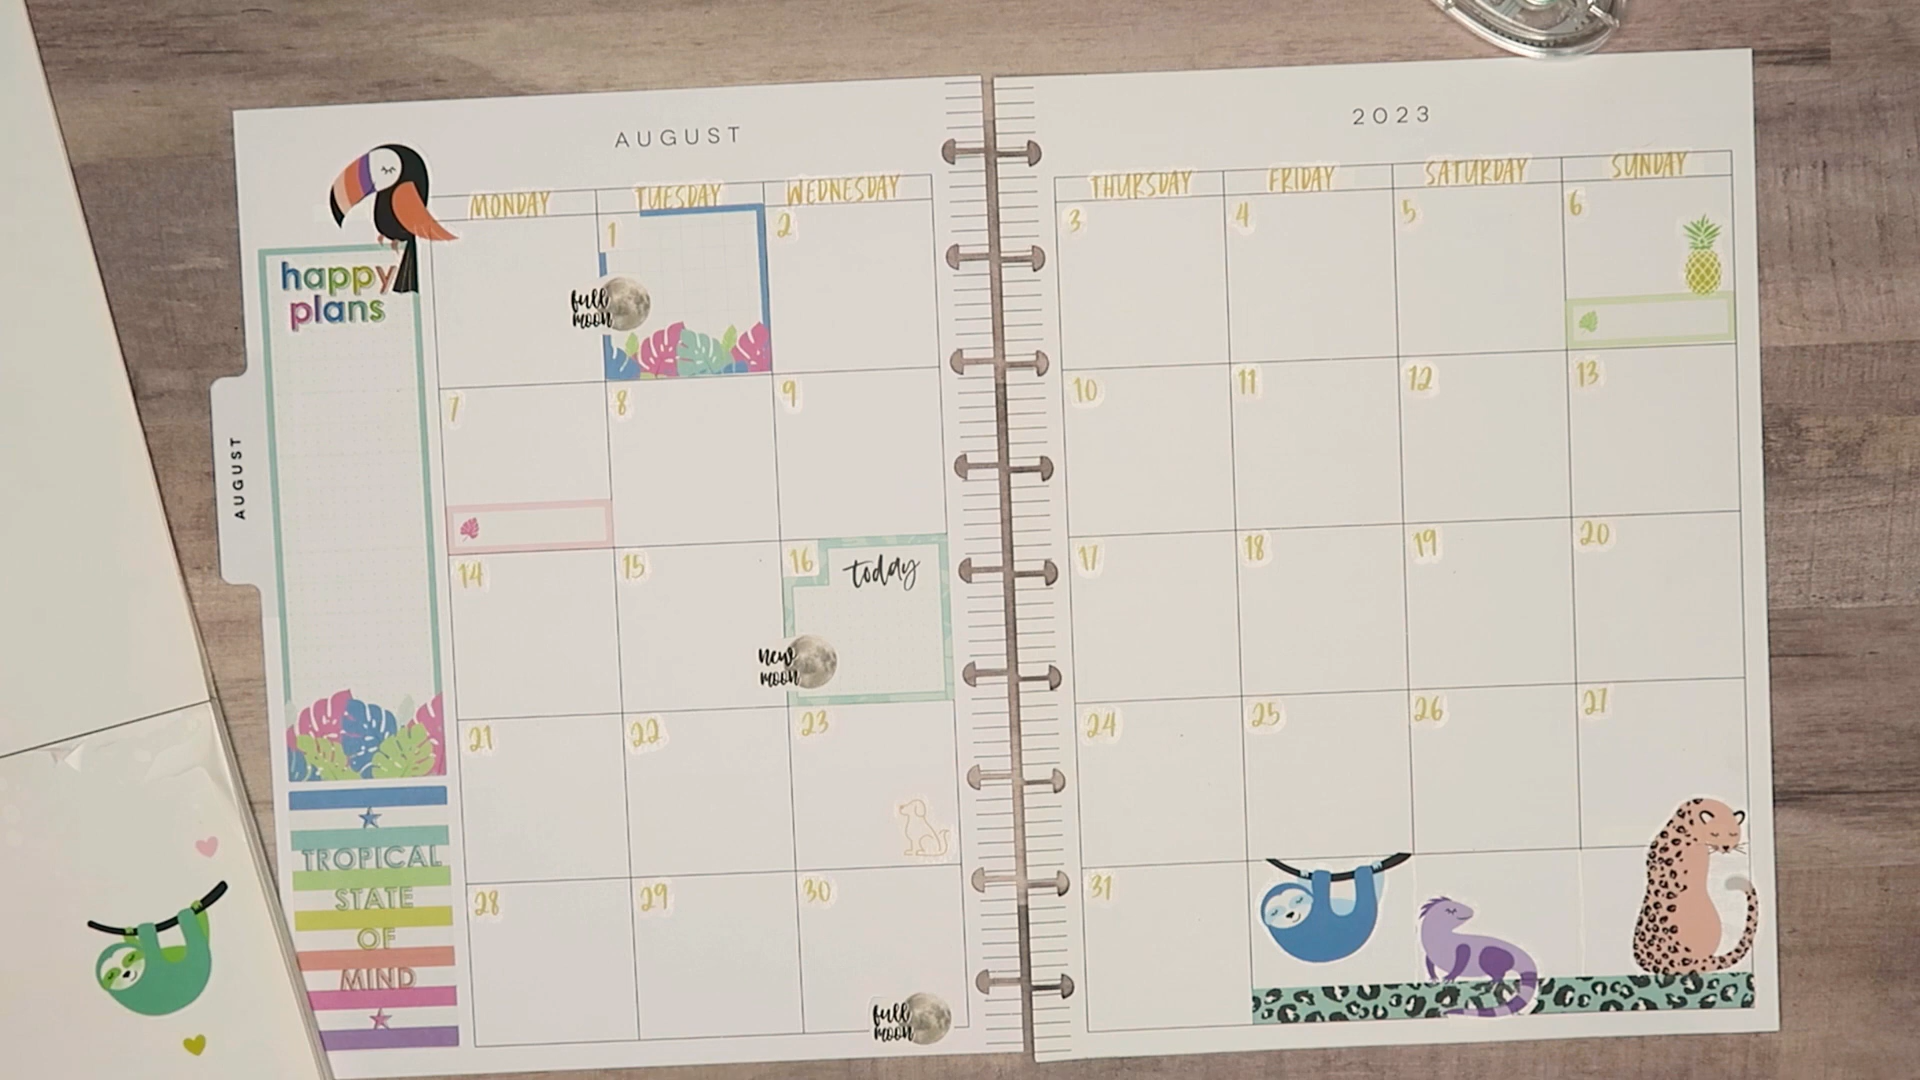 AUGUST
2023
MONDAY TUESDAY WEDNESDAY THURSDAY FRIDAY SATURDAY SUNDAY
happy
plans
1 2 3 4 5 6
full
moon
7 8 9 10 11 12 13
AUGUST
14 15 16 today 17 18 19 20
new
moon
21 22 23 24 25 26 27
TROPICAL
STATE
OF
MIND
28 29 30 31
full
moon